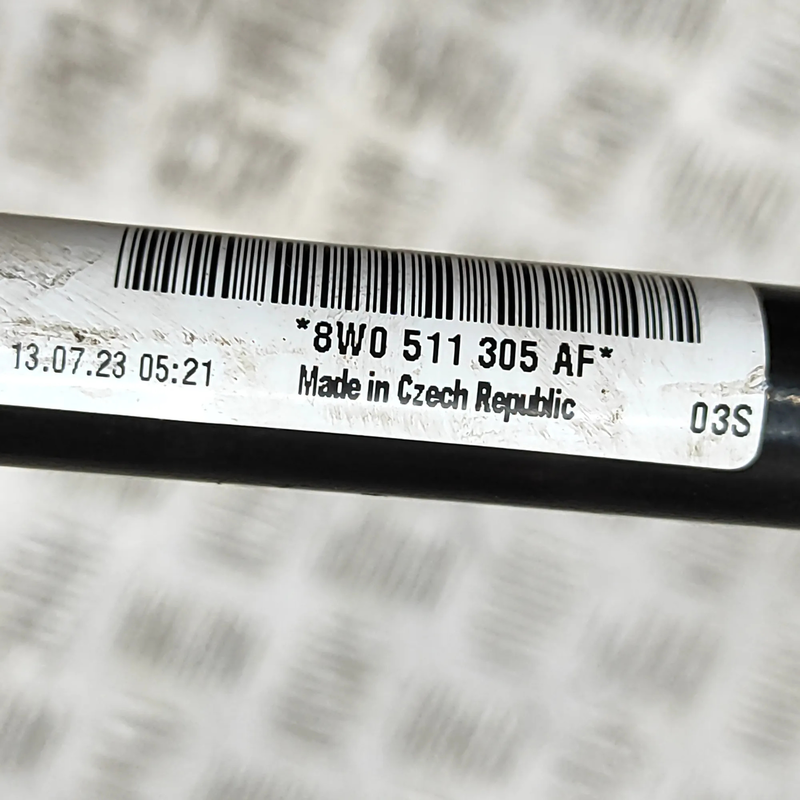 *8W0 511 305 AF*
13.07.23 05:21
Made in Czech Republic
03S